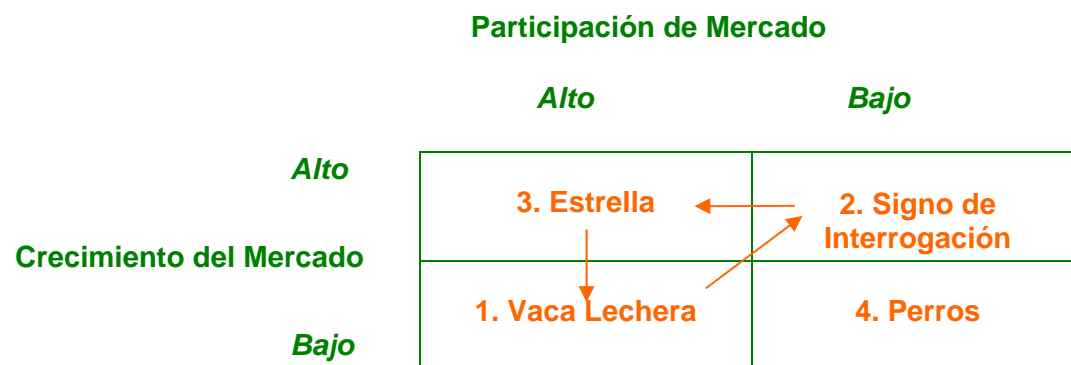 Participación de Mercado
Alto Bajo
Alto
3. Estrella
2. Signo de
Interrogación
Crecimiento del Mercado
1. Vaca Lechera
4. Perros
Bajo